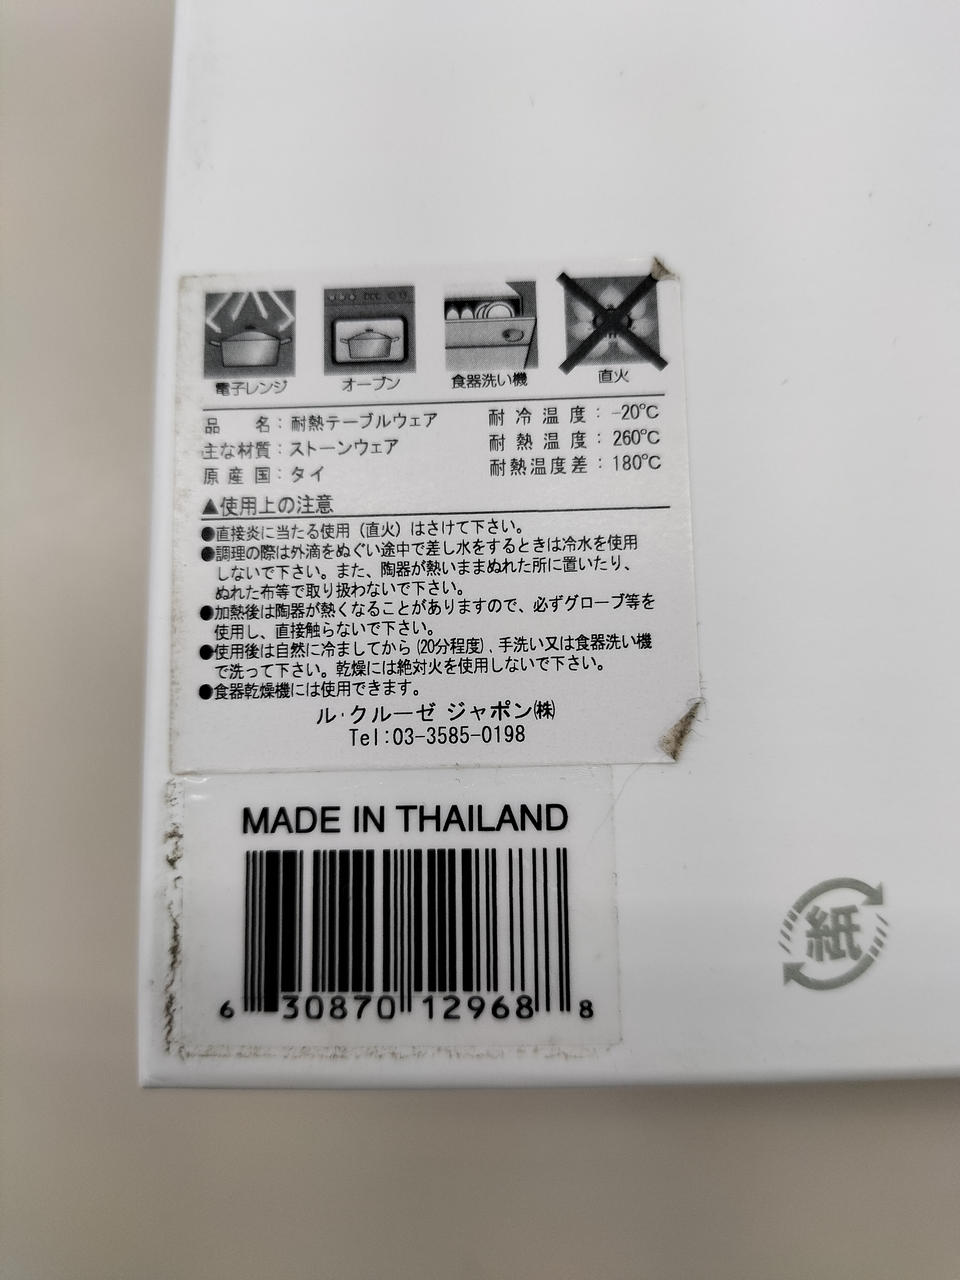 電子レンジ オーブン 食器洗い機 直火
品 名：耐熱テーブルウェア 耐冷温度：-20℃
主な材質：ストーンウェア 耐熱温度：260℃
原産国：タイ 耐熱温度差：180℃
▲使用上の注意
●直接炎に当たる使用（直火）はさけて下さい。
●調理の際は外滴をぬぐい途中で差し水をするときは冷水を使用
しないで下さい。また、陶器が熱いままぬれた所に置いたり、
ぬれた布等で取り扱わないで下さい。
●加熱後は陶器が熱くなることがありますので、必ずグローブ等を
使用し、直接触らないで下さい。
●使用後は自然に冷ましてから(20分程度)、手洗い又は食器洗い機
で洗って下さい。乾燥には絶対火を使用しないで下さい。
●食器乾燥機には使用できます。
ル・クルーゼ ジャポン㈱
Tel:03-3585-0198
MADE IN THAILAND
6 30870 12968 8
紙